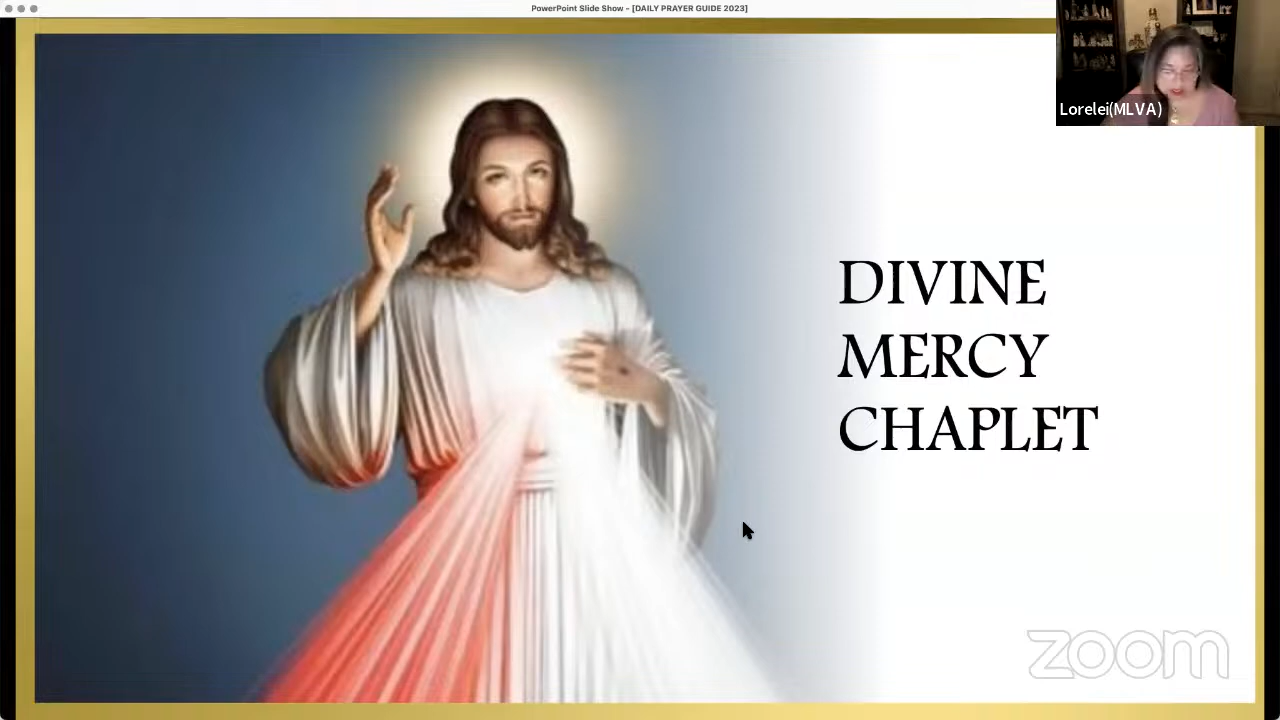 PowerPoint Slide Show - [DAILY PRAYER GUIDE 2023]
Lorelei(MLVA)
DIVINE
MERCY
CHAPLET
zoom